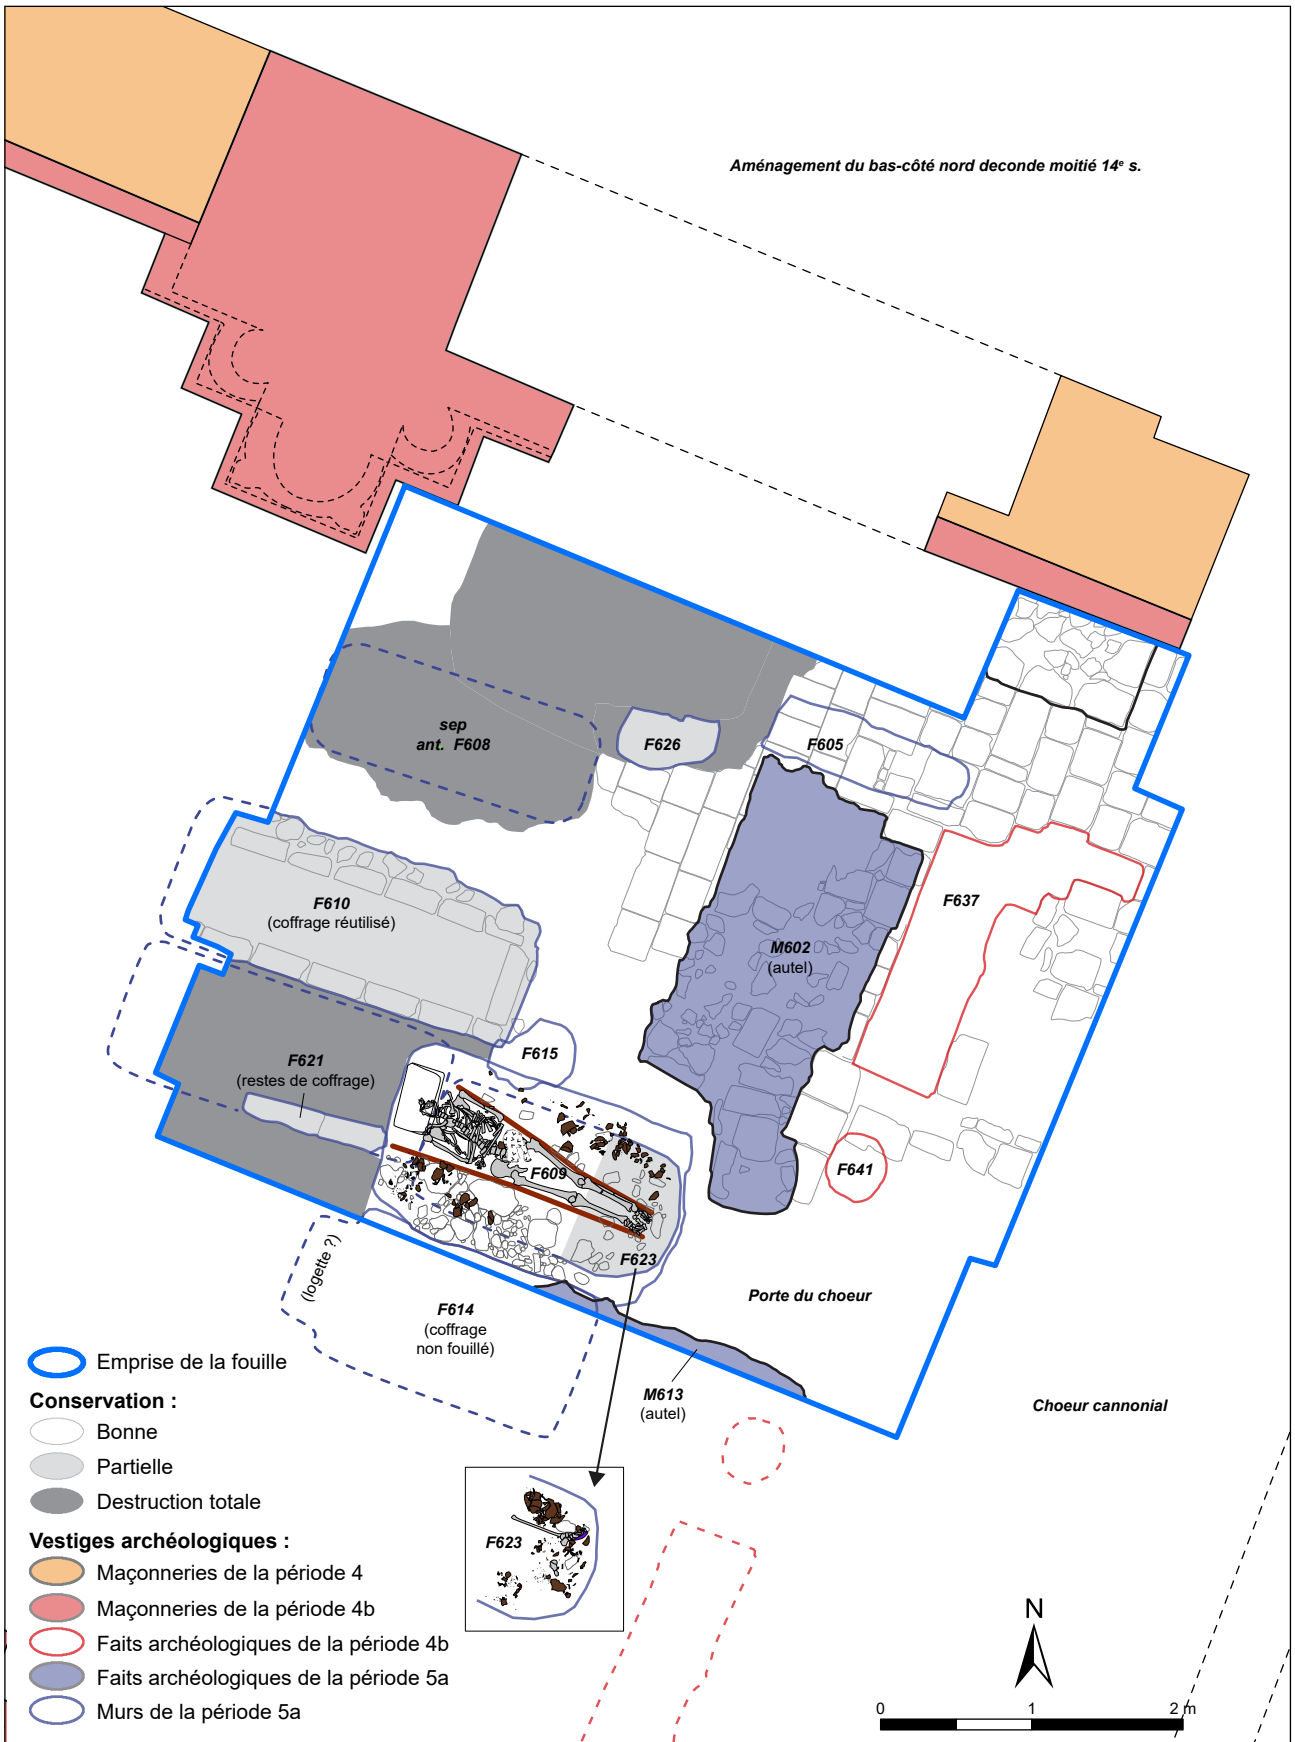 Aménagement du bas-côté nord deconde moitié 14e s.
sep
ant. F608
F626
F605
F610
(coffrage réutilisé)
F637
M602
(autel)
F615
F621
(restes de coffrage)
F609
F641
F623
(logette ?)
F614
(coffrage
non fouillé)
Porte du choeur
M613
(autel)
Choeur cannonial
F623
Emprise de la fouille
Conservation :
Bonne
Partielle
Destruction totale
Vestiges archéologiques :
Maçonneries de la période 4
Maçonneries de la période 4b
Faits archéologiques de la période 4b
Faits archéologiques de la période 5a
Murs de la période 5a
N
0 1 2 m